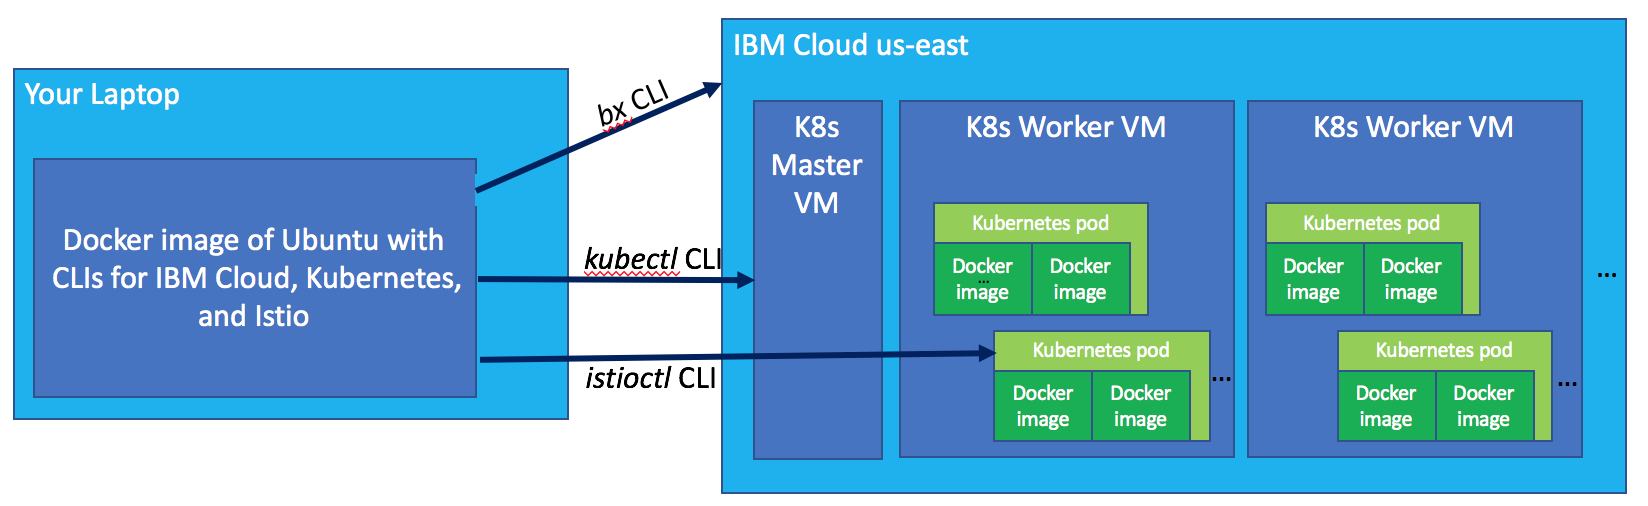 IBM Cloud us-east
Your Laptop
bx CLI
K8s
Master
VM
K8s Worker VM
K8s Worker VM
Docker image of Ubuntu with
CLIs for IBM Cloud, Kubernetes,
and Istio
kubectl CLI
istioctl CLI
Kubernetes pod
Docker
...
image
Docker
image
Kubernetes pod
Docker
image
Docker
image
...
Kubernetes pod
Docker
image
Docker
image
Kubernetes pod
Docker
image
Docker
image
...
...